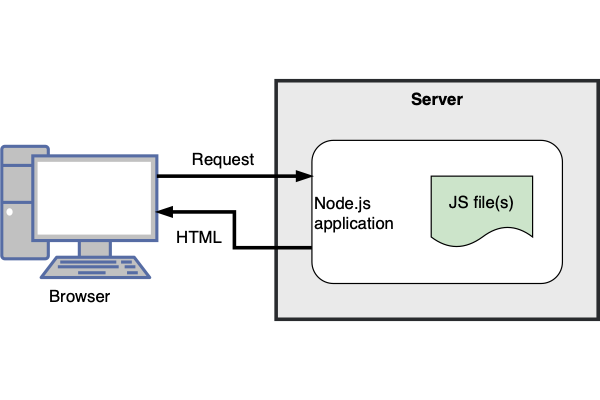 Server
Request
Node.js
application
JS file(s)
HTML
Browser